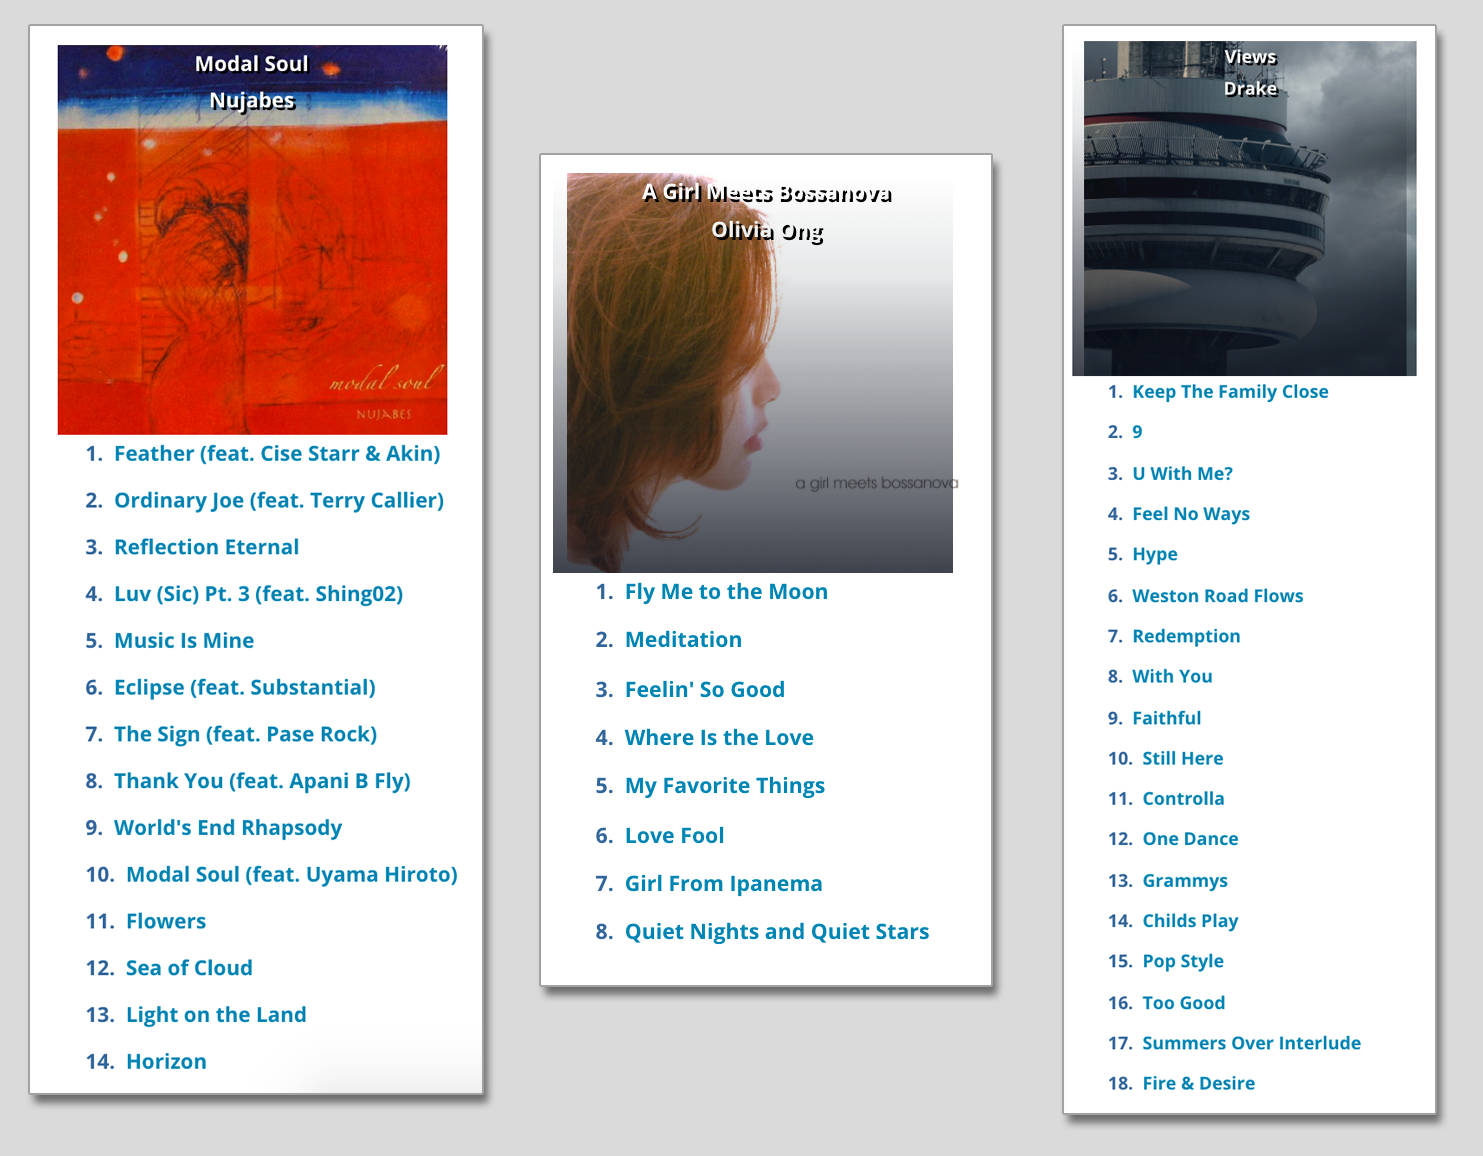 Modal Soul
Nujabes
modal soul
NUJABES
1. Feather (feat. Cise Starr & Akin)
2. Ordinary Joe (feat. Terry Callier)
3. Reflection Eternal
4. Luv (Sic) Pt. 3 (feat. Shing02)
5. Music Is Mine
6. Eclipse (feat. Substantial)
7. The Sign (feat. Pase Rock)
8. Thank You (feat. Apani B Fly)
9. World's End Rhapsody
10. Modal Soul (feat. Uyama Hiroto)
11. Flowers
12. Sea of Cloud
13. Light on the Land
14. Horizon
A Girl Meets Bossanova
Olivia Ong
a girl meets bossanova
1. Fly Me to the Moon
2. Meditation
3. Feelin' So Good
4. Where Is the Love
5. My Favorite Things
6. Love Fool
7. Girl From Ipanema
8. Quiet Nights and Quiet Stars
Views
Drake
1. Keep The Family Close
2. 9
3. U With Me?
4. Feel No Ways
5. Hype
6. Weston Road Flows
7. Redemption
8. With You
9. Faithful
10. Still Here
11. Controlla
12. One Dance
13. Grammys
14. Childs Play
15. Pop Style
16. Too Good
17. Summers Over Interlude
18. Fire & Desire